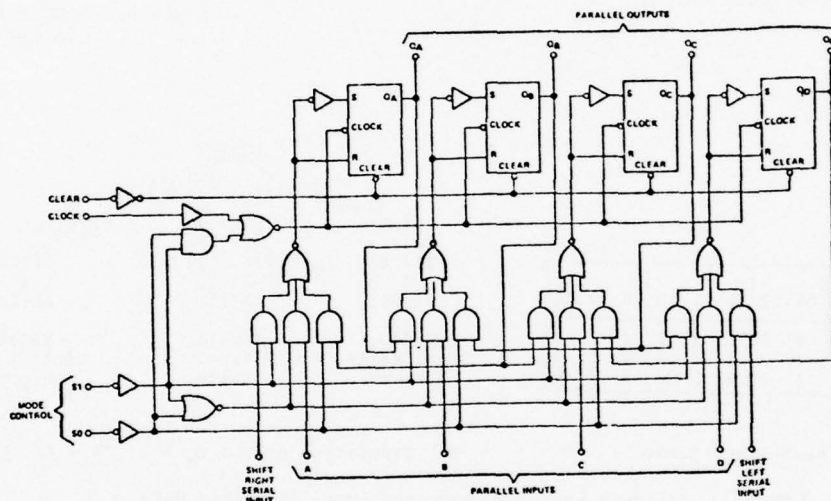 PARALLEL OUTPUTS
QA QB QC
S QA S QB S QC S QD
CLOCK CLOCK CLOCK CLOCK
R R R R
CLEAR CLEAR CLEAR CLEAR
CLEAR
CLOCK
S1
MODE
CONTROL
S0
SHIFT
RIGHT
SERIAL
INPUT
A B C D
SHIFT
LEFT
SERIAL
INPUT
PARALLEL INPUTS